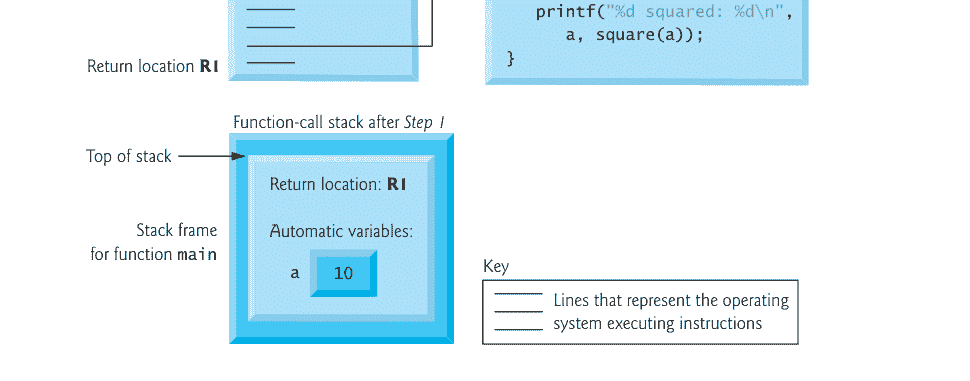 printf("%d squared: %d\n",
a, square(a));
}
Return location R1
Function-call stack after Step 1
Top of stack
Return location: R1
Stack frame
for function main
Automatic variables:
a 10
Key
Lines that represent the operating
system executing instructions